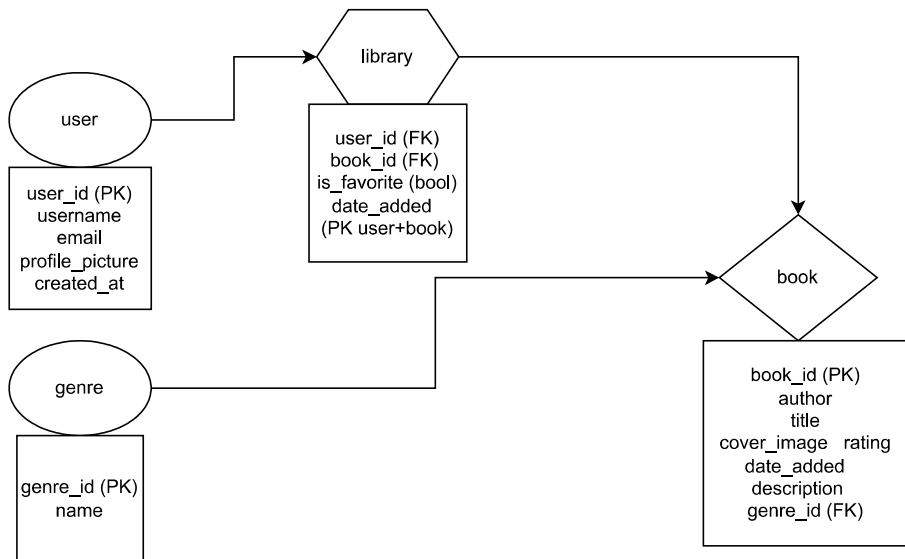 library
user
user_id (FK)
book_id (FK)
is_favorite (bool)
date_added
(PK user+book)
user_id (PK)
username
email
profile_picture
created_at
book
genre
genre_id (PK)
name
book_id (PK)
author
title
cover_image rating
date_added
description
genre_id (FK)